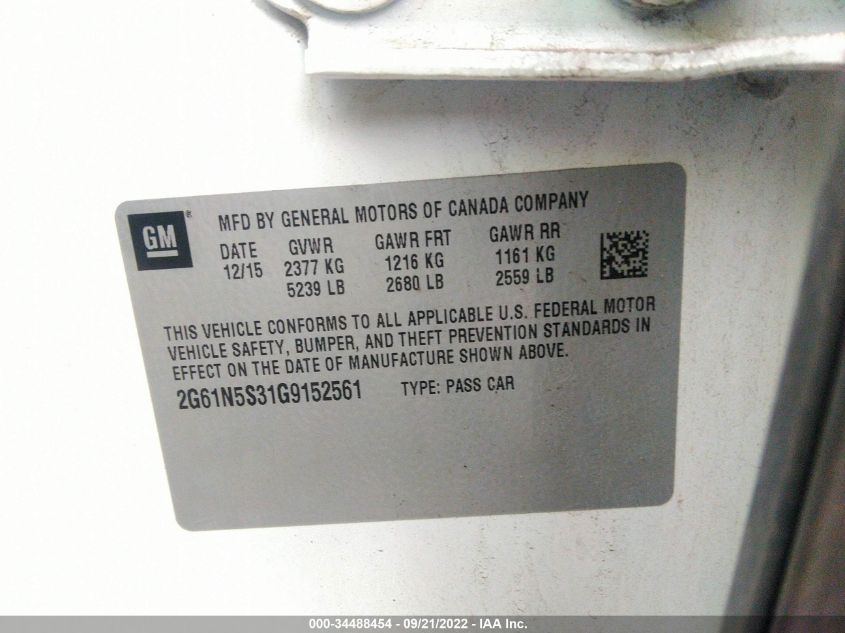 GM®
MFD BY GENERAL MOTORS OF CANADA COMPANY
DATE GVWR GAWR FRT GAWR RR
12/15 2377 KG 1216 KG 1161 KG
5239 LB 2680 LB 2559 LB
THIS VEHICLE CONFORMS TO ALL APPLICABLE U.S. FEDERAL MOTOR
VEHICLE SAFETY, BUMPER, AND THEFT PREVENTION STANDARDS IN
EFFECT ON THE DATE OF MANUFACTURE SHOWN ABOVE.
2G61N5S31G9152561 TYPE: PASS CAR
000-34488454 - 09/21/2022 - IAA Inc.